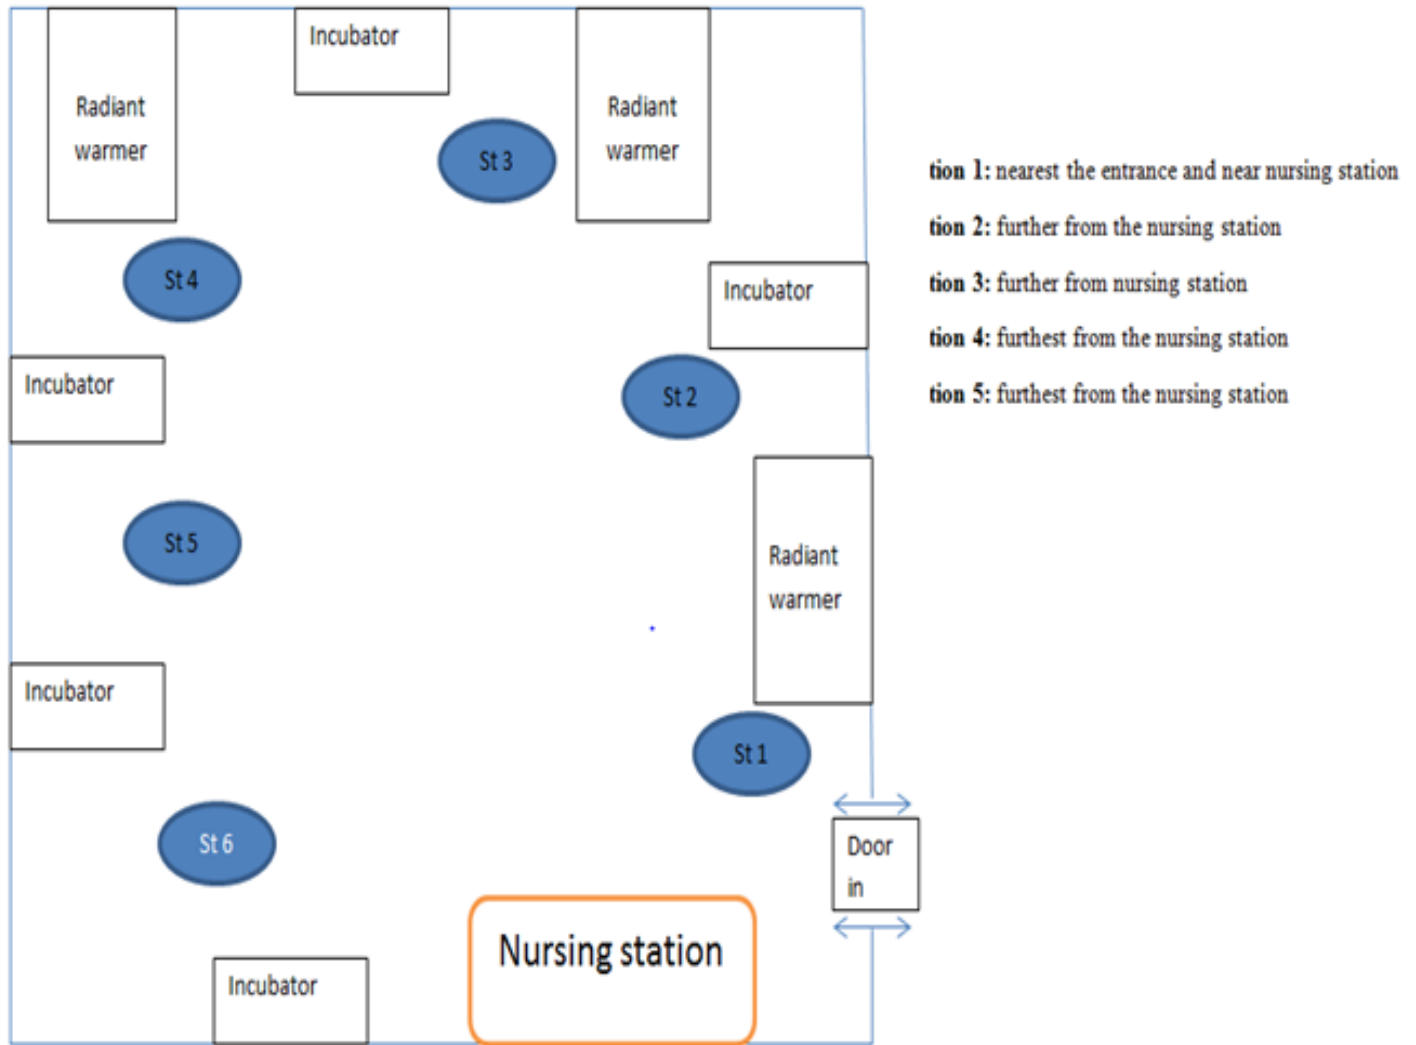 Incubator
Radiant
warmer
Radiant
warmer
St 3
St 4
Incubator
Incubator
St 2
St 5
Radiant
warmer
Incubator
St 1
St 6
Door
in
Nursing station
Incubator
tion 1: nearest the entrance and near nursing station
tion 2: further from the nursing station
tion 3: further from nursing station
tion 4: furthest from the nursing station
tion 5: furthest from the nursing station